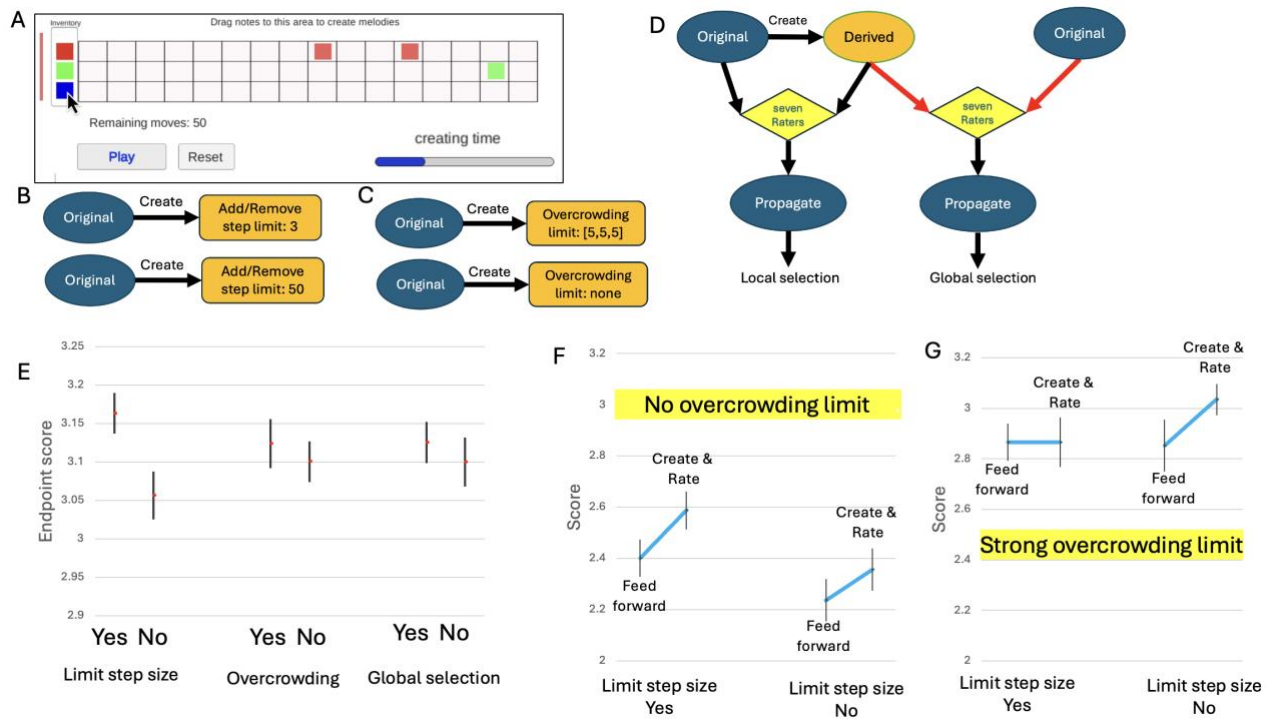 A
Inventory
Drag notes to this area to create melodies
Remaining moves: 50
Play
Reset
creating time
B
Original
Create
Add/Remove
step limit: 3
Original
Create
Add/Remove
step limit: 50
C
Original
Create
Overcrowding
limit: [5,5,5]
Original
Create
Overcrowding
limit: none
D
Original
Create
Derived
Original
seven
Raters
seven
Raters
Propagate
Propagate
Local selection
Global selection
E
Endpoint score
3.25
3.2
3.15
3.1
3.05
3
2.95
2.9
Yes No
Yes No
Yes No
Limit step size
Overcrowding
Global selection
F
Score
3.2
3
2.8
2.6
2.4
2.2
2
No overcrowding limit
Create &
Rate
Feed
forward
Create &
Rate
Feed
forward
Limit step size
Yes
Limit step size
No
G
Score
3.2
3
2.8
2.6
2.4
2.2
2
Create &
Rate
Feed
forward
Create &
Rate
Feed
forward
Strong overcrowding limit
Limit step size
Yes
Limit step size
No